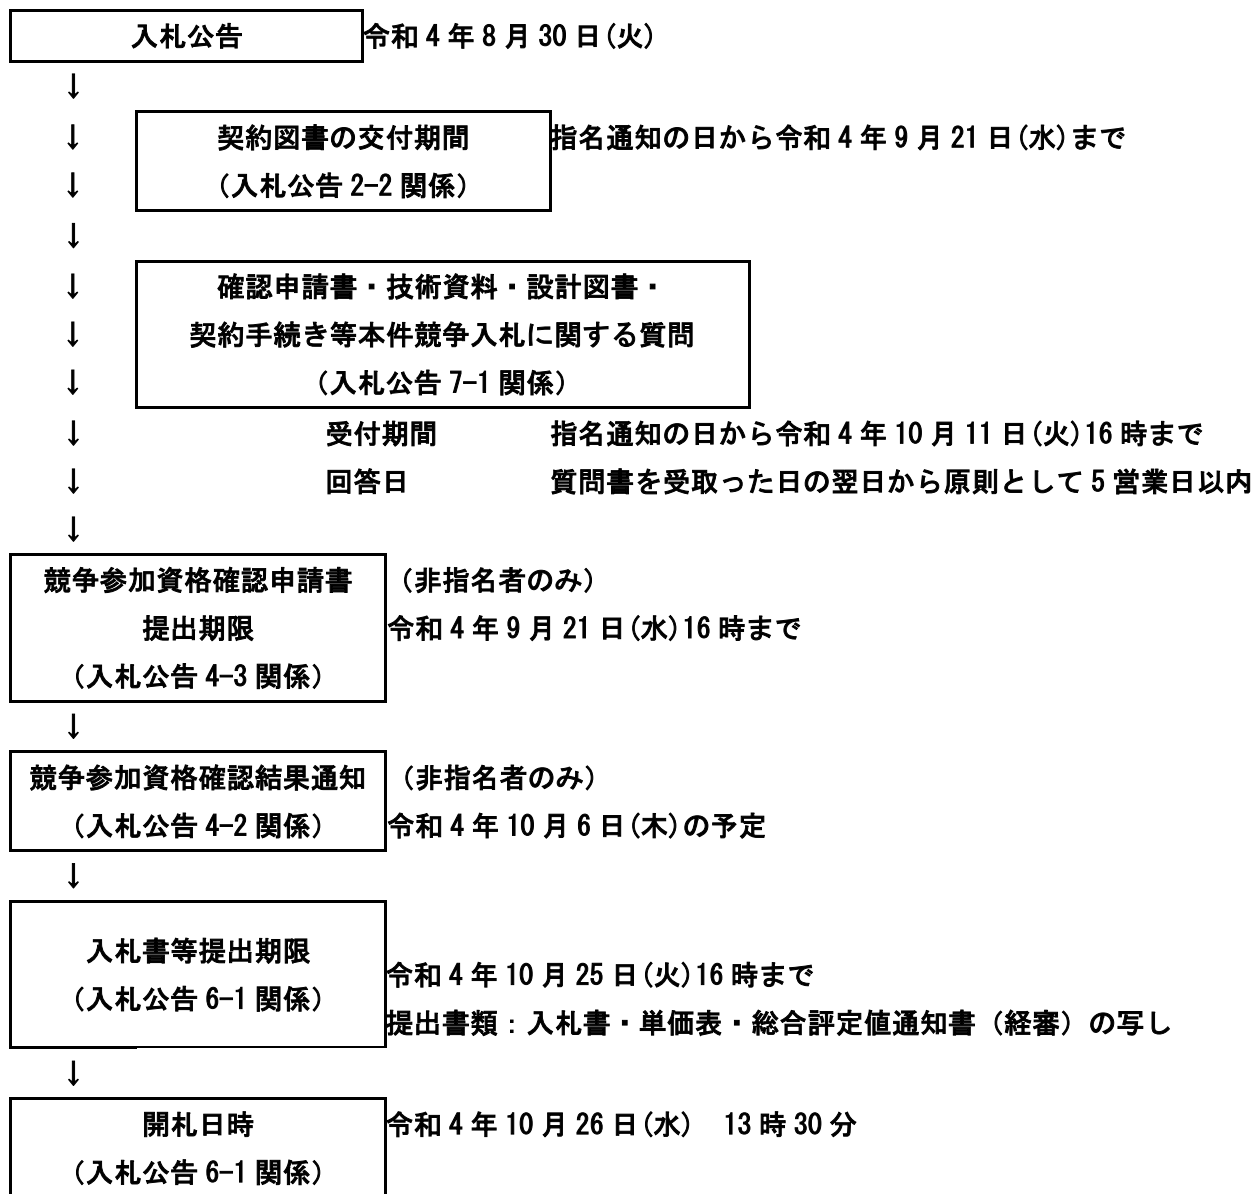 入札公告 令和4年8月30日(火)
↓
↓ 契約図書の交付期間 指名通知の日から令和4年9月21日(水)まで
↓ (入札公告2-2関係)
↓
↓ 確認申請書・技術資料・設計図書・
↓ 契約手続き等本件競争入札に関する質問
↓ (入札公告7-1関係)
↓ 受付期間 指名通知の日から令和4年10月11日(火)16時まで
↓ 回答日 質問書を受取った日の翌日から原則として5営業日以内
↓
競争参加資格確認申請書 (非指名者のみ)
提出期限 令和4年9月21日(水)16時まで
(入札公告4-3関係)
↓
競争参加資格確認結果通知 (非指名者のみ)
(入札公告4-2関係) 令和4年10月6日(木)の予定
↓
入札書等提出期限
令和4年10月25日(火)16時まで
(入札公告6-1関係)
提出書類:入札書・単価表・総合評定値通知書(経審)の写し
↓
開札日時 令和4年10月26日(水) 13時30分
(入札公告6-1関係)